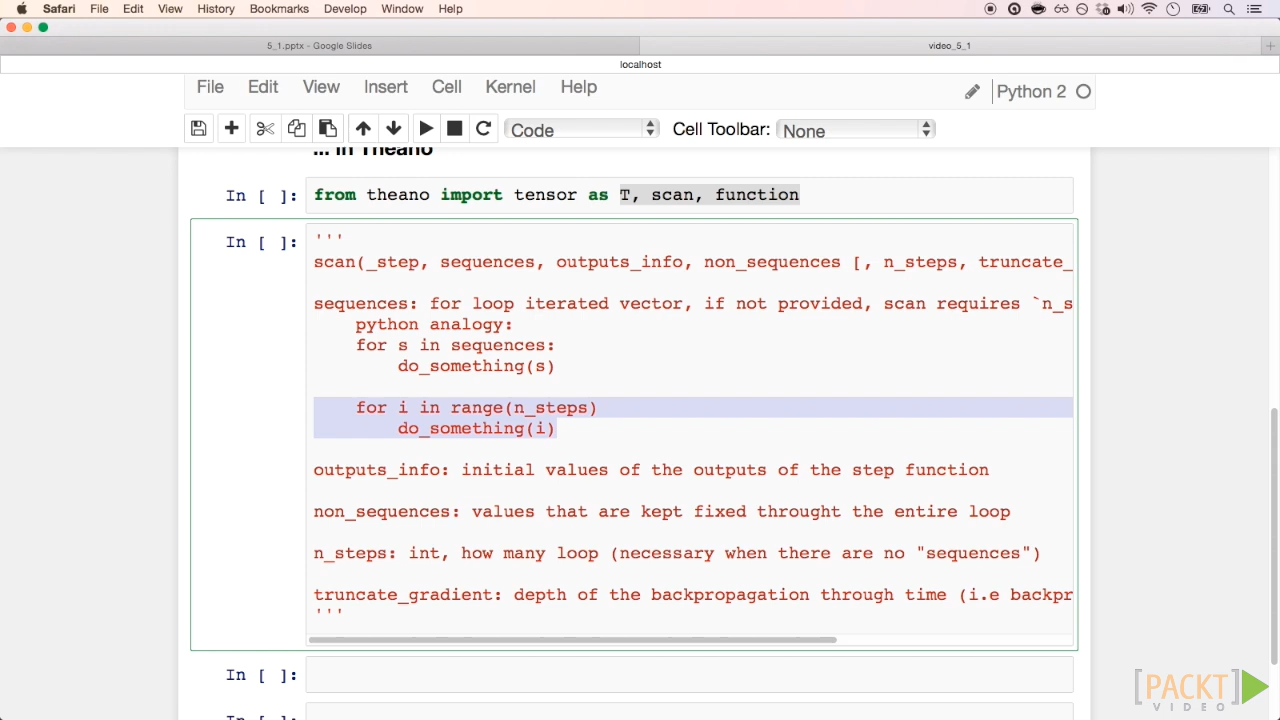 Safari File Edit View History Bookmarks Develop Window Help
5_1.pptx - Google Slides
video_5_1
localhost
File Edit View Insert Cell Kernel Help
Python 2
Code
Cell Toolbar: None
... in Theano
In [ ]: from theano import tensor as T, scan, function
In [ ]: '''
scan(_step, sequences, outputs_info, non_sequences [, n_steps, truncate_
sequences: for loop iterated vector, if not provided, scan requires `n_s
python analogy:
for s in sequences:
do_something(s)
for i in range(n_steps)
do_something(i)
outputs_info: initial values of the outputs of the step function
non_sequences: values that are kept fixed throught the entire loop
n_steps: int, how many loop (necessary when there are no "sequences")
truncate_gradient: depth of the backpropagation through time (i.e backpr
'''
In [ ]:
In [ ]:
[PACKT]
VIDEO